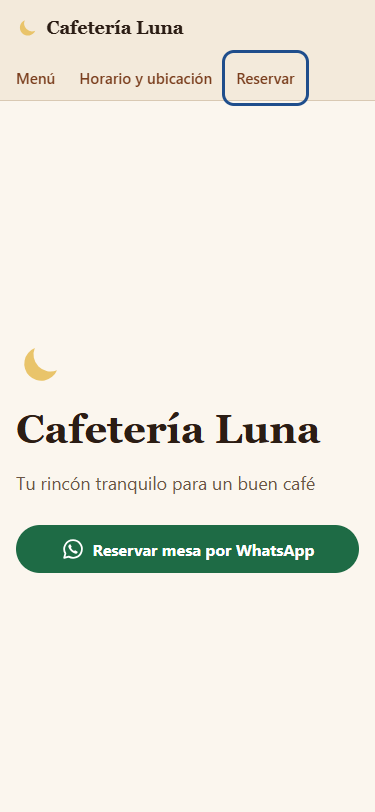 Cafetería Luna
Menú Horario y ubicación Reservar
Cafetería Luna
Tu rincón tranquilo para un buen café
Reservar mesa por WhatsApp